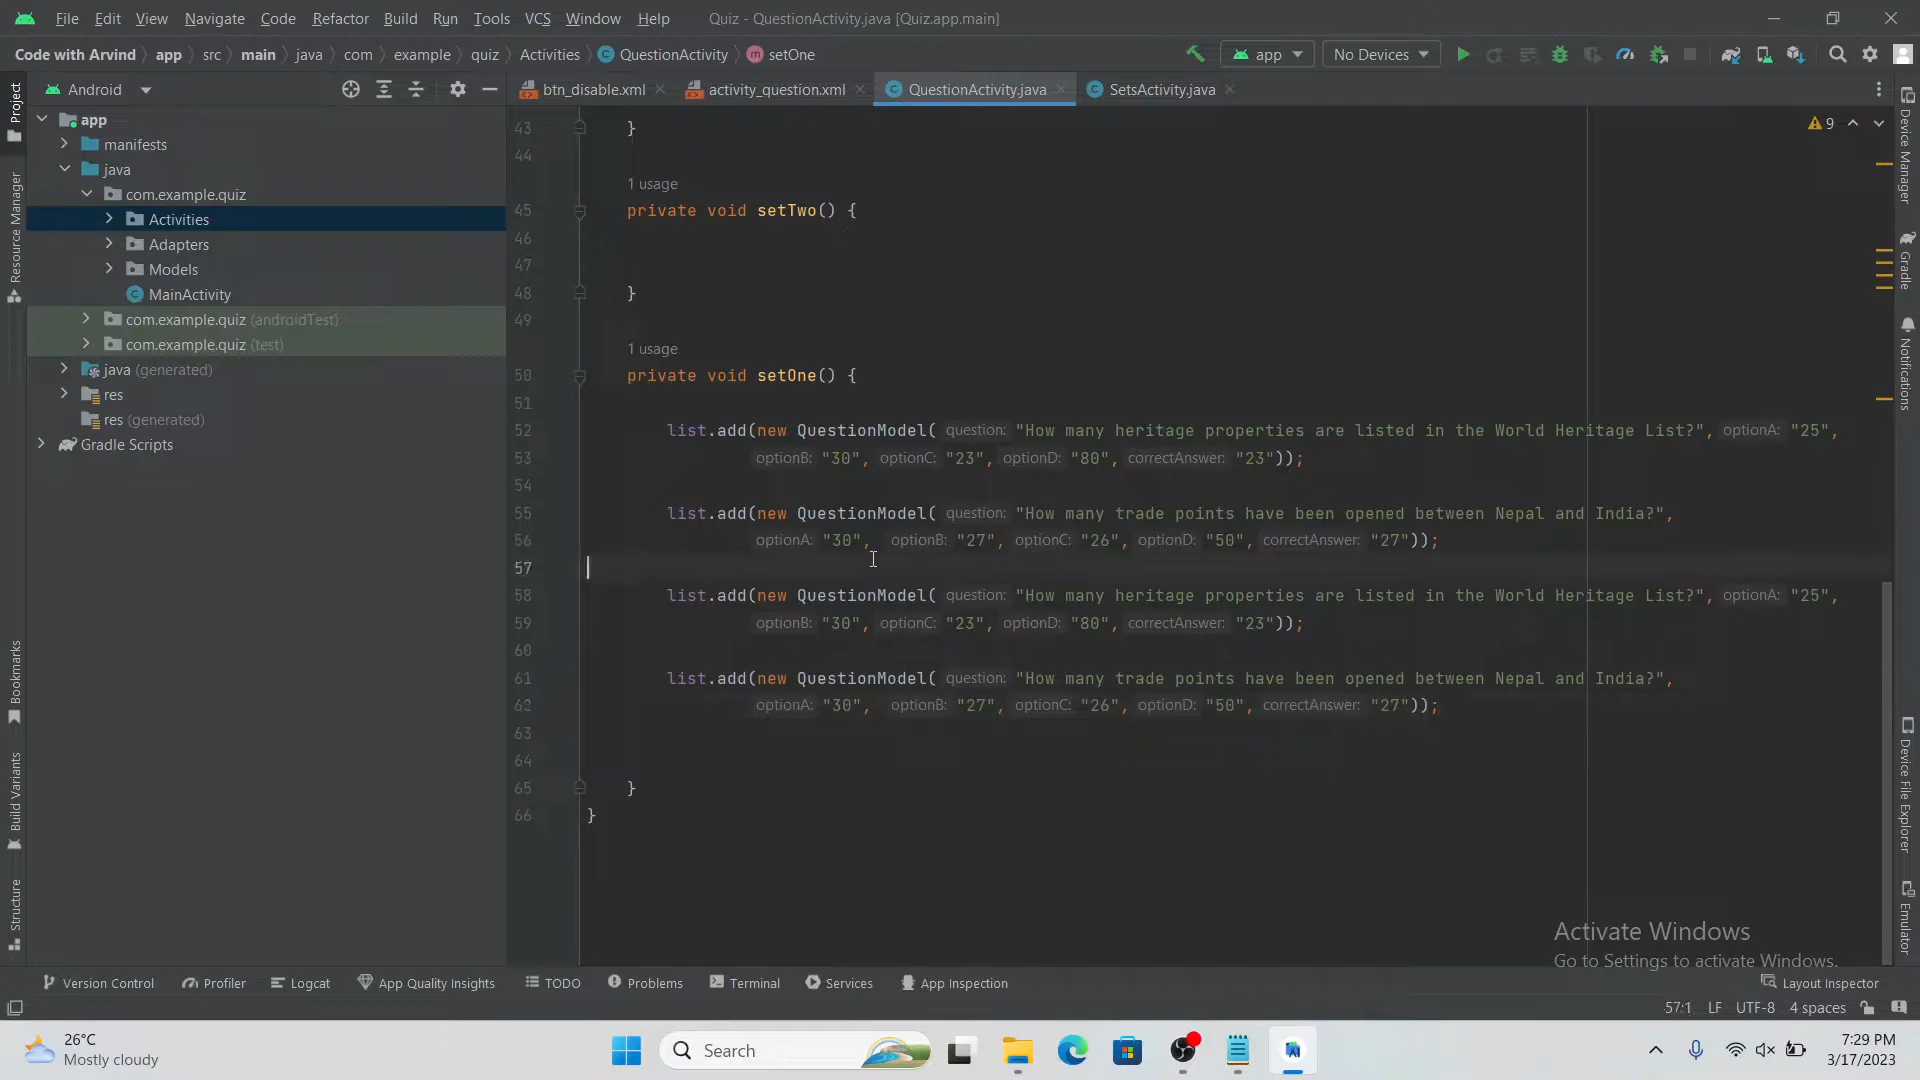 File Edit View Navigate Code Refactor Build Run Tools VCS Window Help Quiz - QuestionActivity.java [Quiz.app.main]
Code with Arvind app src main java com example quiz Activities QuestionActivity setOne app No Devices
Project
Resource Manager
Bookmarks
Build Variants
Structure
Android
app
manifests
java
com.example.quiz
Activities
Adapters
Models
MainActivity
com.example.quiz (androidTest)
com.example.quiz (test)
java (generated)
res
res (generated)
Gradle Scripts
btn_disable.xml activity_question.xml QuestionActivity.java SetsActivity.java
9
43 }
44
1 usage
45 private void setTwo() {
46
47
48 }
49
1 usage
50 private void setOne() {
51
52 list.add(new QuestionModel( question: "How many heritage properties are listed in the World Heritage List?", optionA: "25",
53 optionB: "30", optionC: "23", optionD: "80", correctAnswer: "23"));
54
55 list.add(new QuestionModel( question: "How many trade points have been opened between Nepal and India?",
56 optionA: "30", optionB: "27", optionC: "26", optionD: "50", correctAnswer: "27"));
57
58 list.add(new QuestionModel( question: "How many heritage properties are listed in the World Heritage List?", optionA: "25",
59 optionB: "30", optionC: "23", optionD: "80", correctAnswer: "23"));
60
61 list.add(new QuestionModel( question: "How many trade points have been opened between Nepal and India?",
62 optionA: "30", optionB: "27", optionC: "26", optionD: "50", correctAnswer: "27"));
63
64
65 }
66 }
Device Manager
Gradle
Notifications
Device File Explorer
Emulator
Activate Windows
Go to Settings to activate Windows.
Version Control Profiler Logcat App Quality Insights TODO Problems Terminal Services App Inspection Layout Inspector
57:1 LF UTF-8 4 spaces
26°C
Mostly cloudy
Search
7:29 PM
3/17/2023